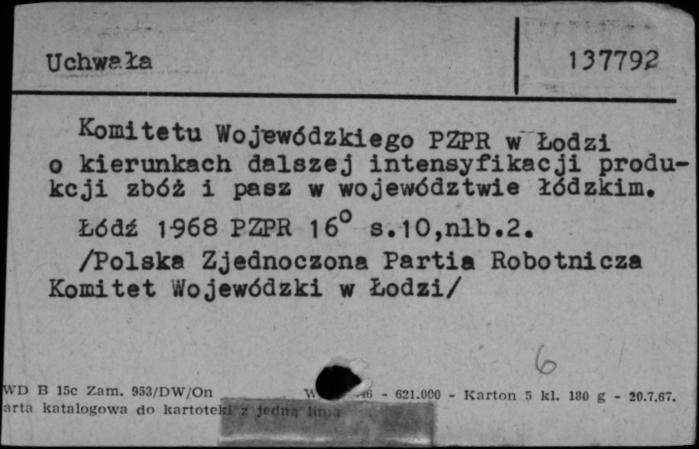 Uchwała 137792
Komitetu Wojewódzkiego PZPR w Łodzi
o kierunkach dalszej intensyfikacji produ-
kcji zbóż i pasz w województwie łódzkim.
Łódź 1968 PZPR 16° s.10,nlb.2.
/Polska Zjednoczona Partia Robotnicza
Komitet Wojewódzki w Łodzi/
6
WD B 15c Zam. 953/DW/On - 621.000 - Karton 5 kl. 180 g - 20.7.67.
arta katalogowa do kartoteki z jedną linią